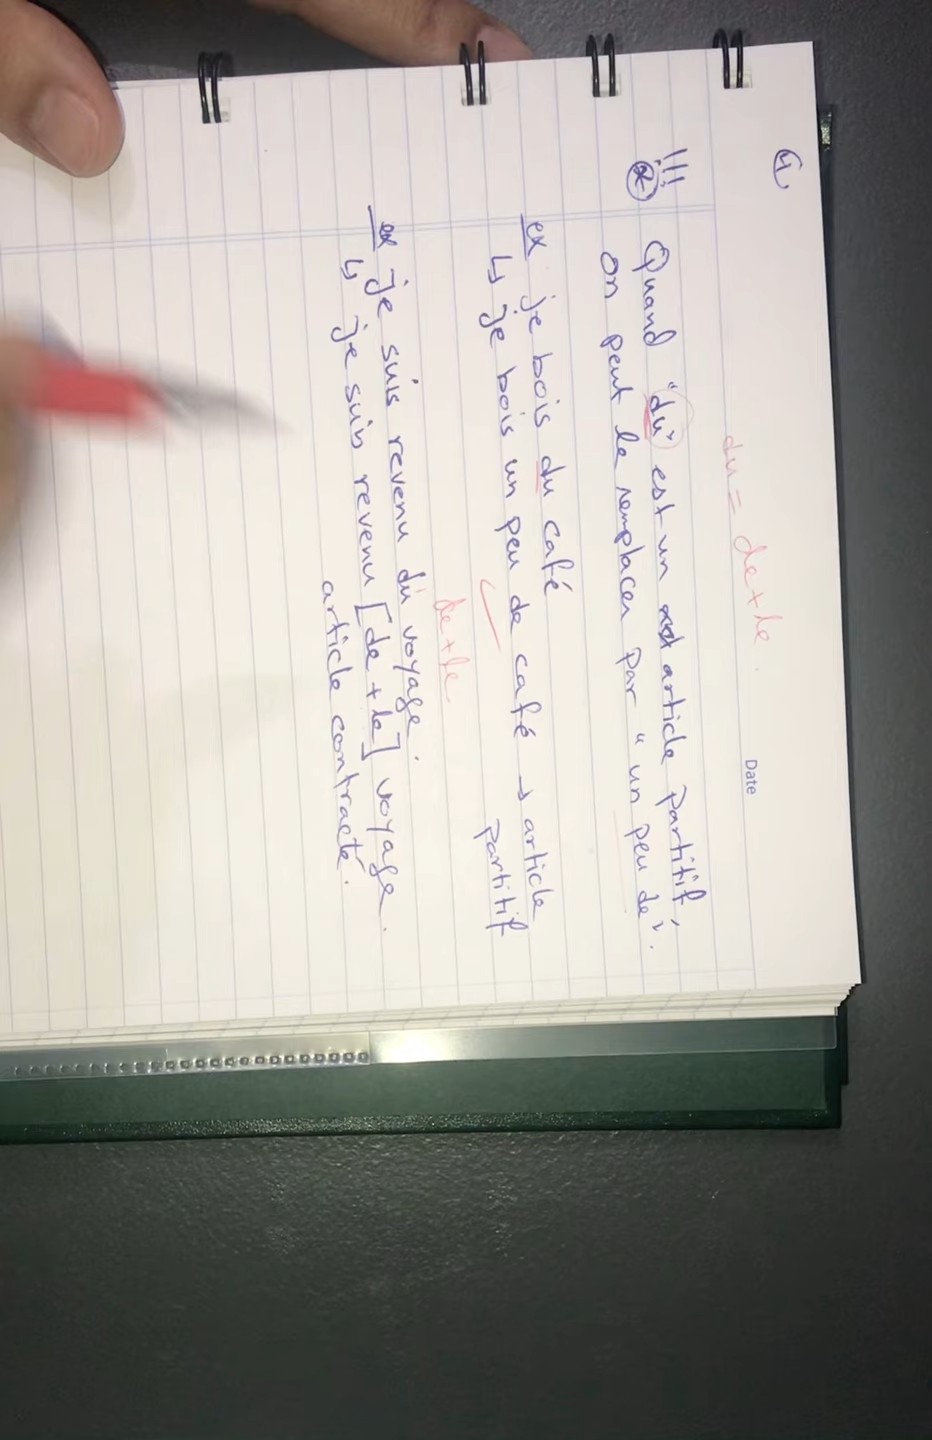 4
Date
du = de + le.
!!!
* Quand "du" est un article partitif,
on peut le remplacer par "un peu de".
ex je bois du café
↳ je bois un peu de café → article
partitif
de + le
ex je suis revenu du voyage.
↳ je suis revenu [de + le] voyage.
article contracté.